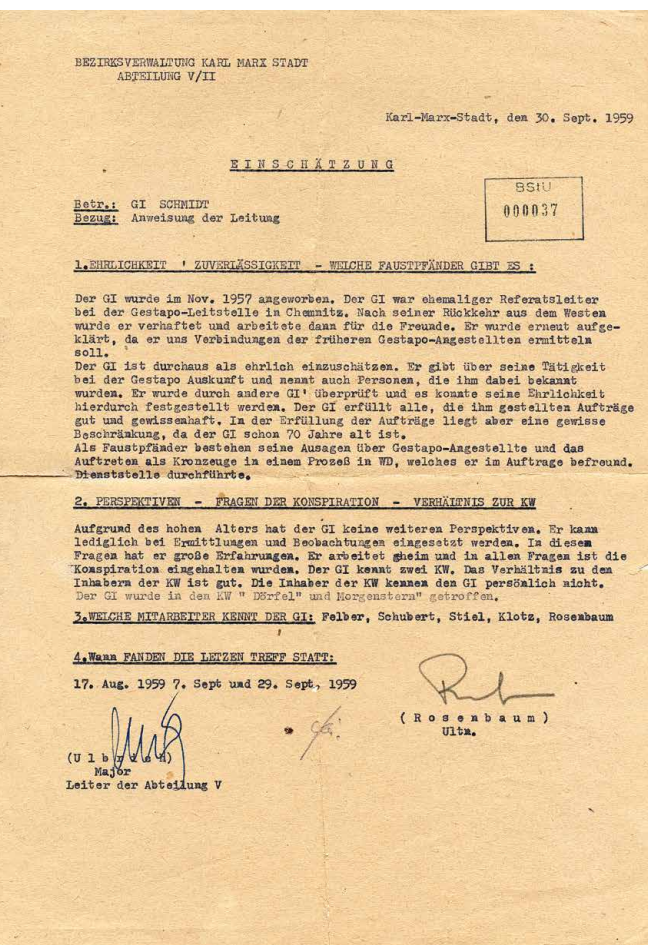 BEZIRKSVERWALTUNG KARL MARX STADT
ABTEILUNG V/II
Karl-Marx-Stadt, den 30. Sept. 1959
EINSCHÄTZUNG
BStU
000037
Betr.: GI SCHMIDT
Bezug: Anweisung der Leitung
1.EHRLICHKEIT ' ZUVERLÄSSIGKEIT - WELCHE FAUSTPFÄNDER GIBT ES :
Der GI wurde im Nov. 1957 angeworben. Der GI war ehemaliger Referatsleiter
bei der Gestapo-Leitstelle in Chemnitz. Nach seiner Rückkehr aus dem Westen
wurde er verhaftet und arbeitete dann für die Freunde. Er wurde erneut aufge-
klärt, da er uns Verbindungen der früheren Gestapo-Angestellten ermitteln
soll.
Der GI ist durchaus als ehrlich einzuschätzen. Er gibt über seine Tätigkeit
bei der Gestapo Auskunft und nennt auch Personen, die ihm dabei bekannt
wurden. Er wurde durch andere GI' überprüft und es konnte seine Ehrlichkeit
hierdurch festgestellt werden. Der GI erfüllt alle, die ihm gestellten Aufträge
gut und gewissenhaft. In der Erfüllung der Aufträge liegt aber eine gewisse
Beschränkung, da der GI schon 70 Jahre alt ist.
Als Faustpfänder bestehen seine Aussagen über Gestapo-Angestellte und das
Auftreten als Kronzeuge in einem Prozeß in WD, welches er im Auftrage befreund.
Dienststelle durchführte.
2. PERSPEKTIVEN - FRAGEN DER KONSPIRATION - VERHÄLTNIS ZUR KW
Aufgrund des hohen Alters hat der GI keine weiteren Perspektiven. Er kann
lediglich bei Ermittlungen und Beobachtungen eingesetzt werden. In diesem
Fragen hat er große Erfahrungen. Er arbeitet gheim und in allen Fragen ist die
Konspiration eingehalten wurden. Der GI kennt zwei KW. Das Verhältnis zu den
Inhabern der KW ist gut. Die Inhaber der KW kennen den GI persönlich nicht.
Der GI wurde in den KW " Dörfel" und Morgenstern" getroffen.
3.WELCHE MITARBEITER KENNT DER GI: Felber, Schubert, Stiel, Klotz, Rosenbaum
4.Wann FANDEN DIE LETZEN TREFF STATT:
17. Aug. 1959 7. Sept und 29. Sept. 1959
(Rosenbaum)
Ultn.
Major
Leiter der Abteilung V